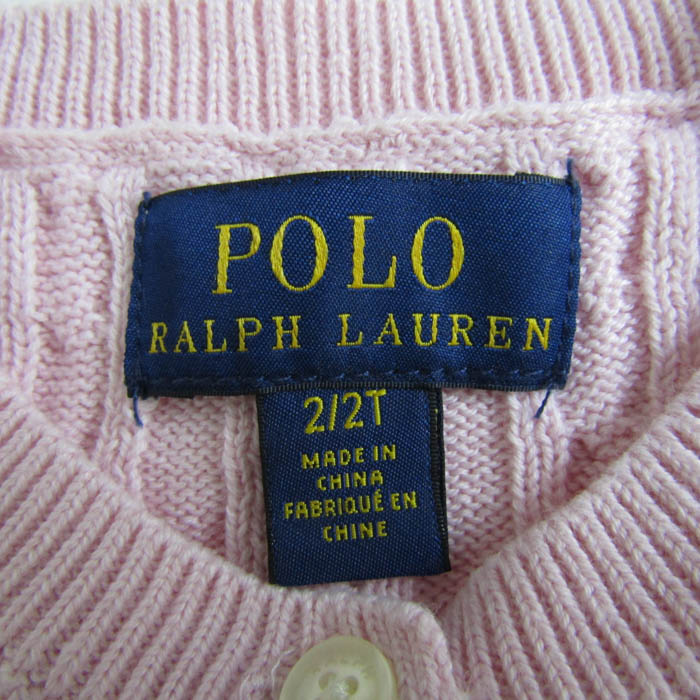 POLO
RALPH LAUREN
2/2T
MADE IN
CHINA
FABRIQUÉ EN
CHINE